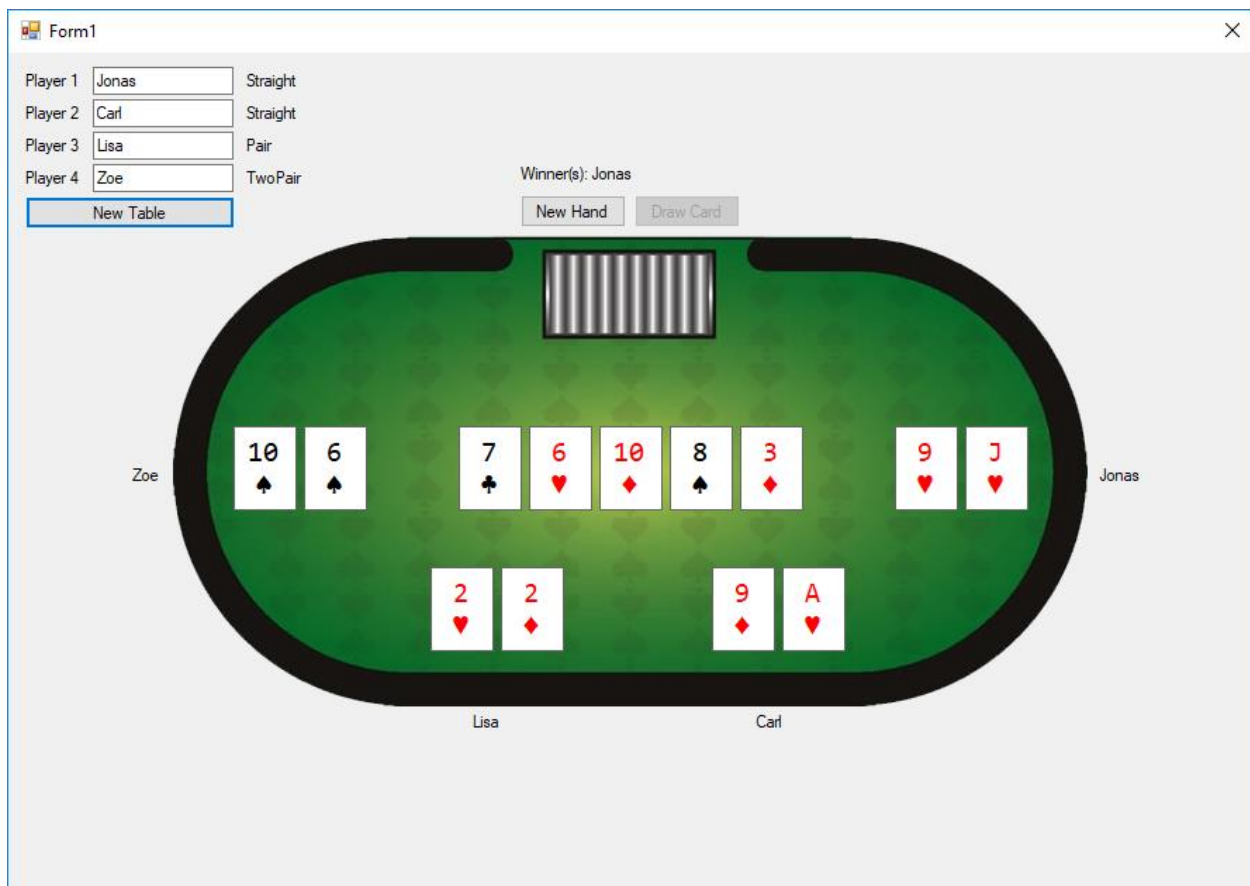 Form1
Player 1 Jonas Straight
Player 2 Carl Straight
Player 3 Lisa Pair
Player 4 Zoe TwoPair
Winner(s): Jonas
New Table
New Hand Draw Card
Zoe
10♠ 6♠ 7♣ 6♥ 10♦ 8♠ 3♦ 9♥ J♥
Jonas
2♥ 2♦ 9♦ A♥
Lisa Carl